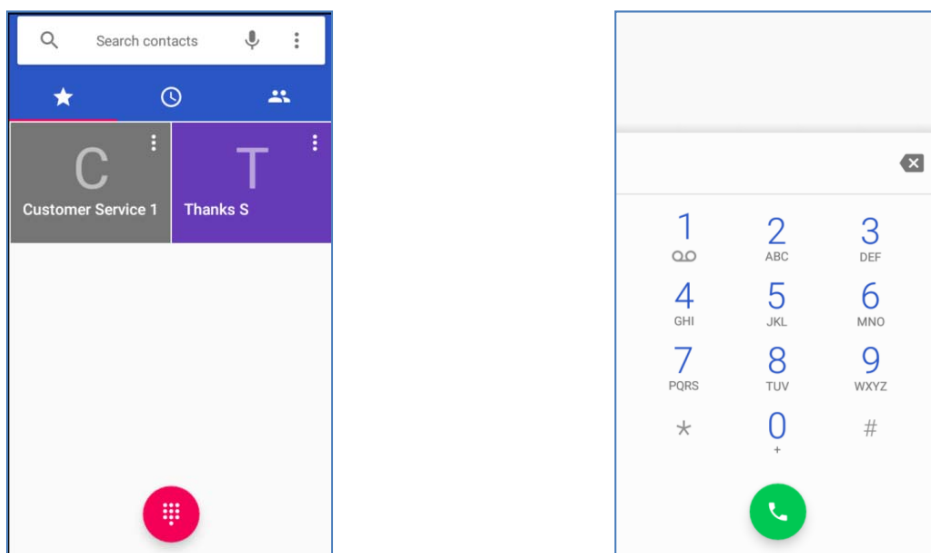 Search contacts
C
T
Customer Service 1
Thanks S
1 2 3
ABC DEF
4 5 6
GHI JKL MNO
7 8 9
PQRS TUV WXYZ
* 0 #
+